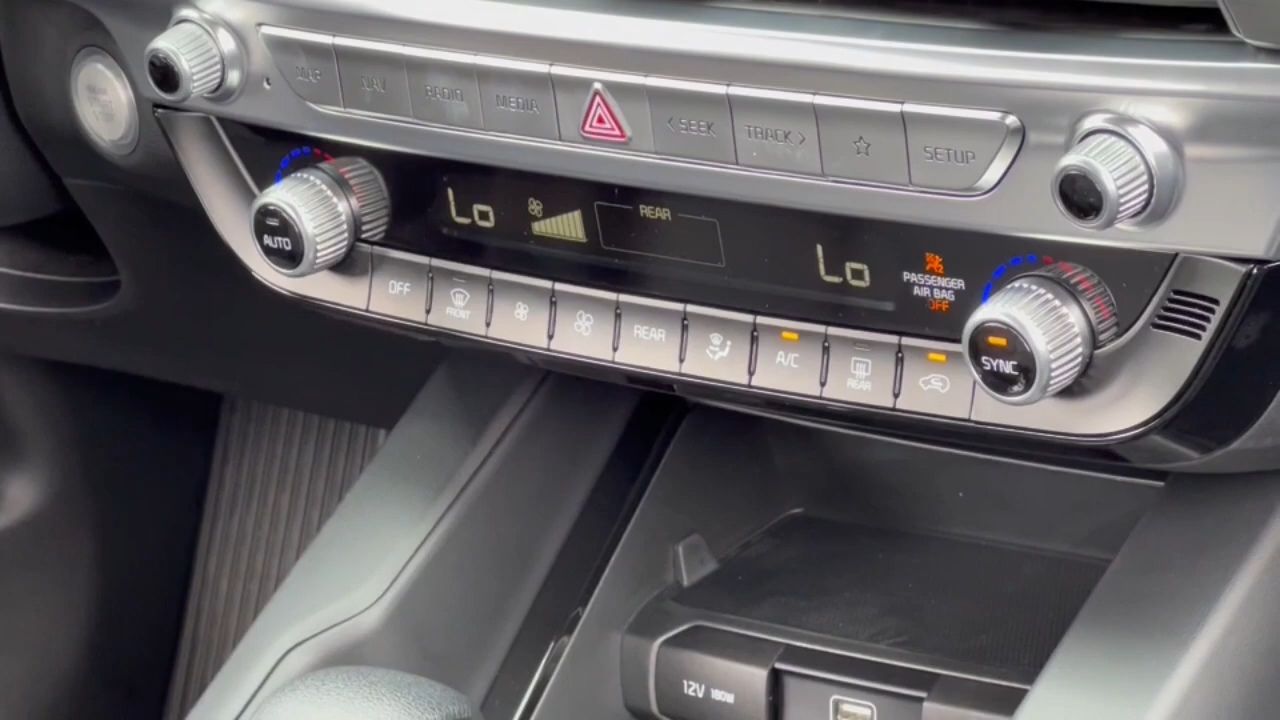 MAP NAV RADIO MEDIA < SEEK TRACK > SETUP
Lo REAR Lo
PASSENGER
AIR BAG
OFF
AUTO OFF FRONT REAR A/C REAR SYNC
12V 180W